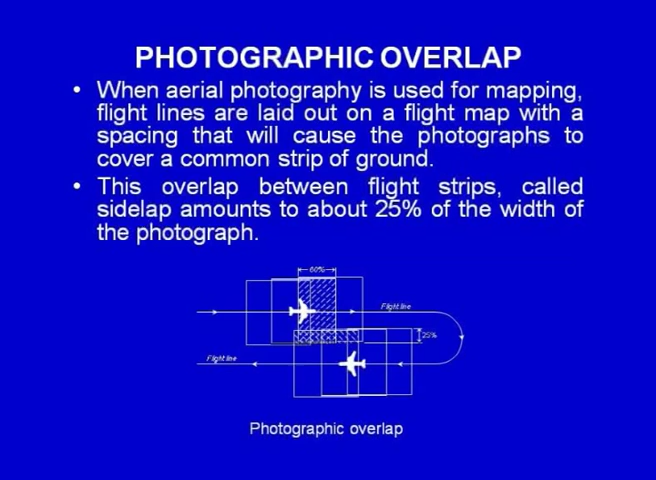 PHOTOGRAPHIC OVERLAP
• When aerial photography is used for mapping,
flight lines are laid out on a flight map with a
spacing that will cause the photographs to
cover a common strip of ground.
• This overlap between flight strips, called
sidelap amounts to about 25% of the width of
the photograph.
60%
Flight line
25%
Flight line
Photographic overlap